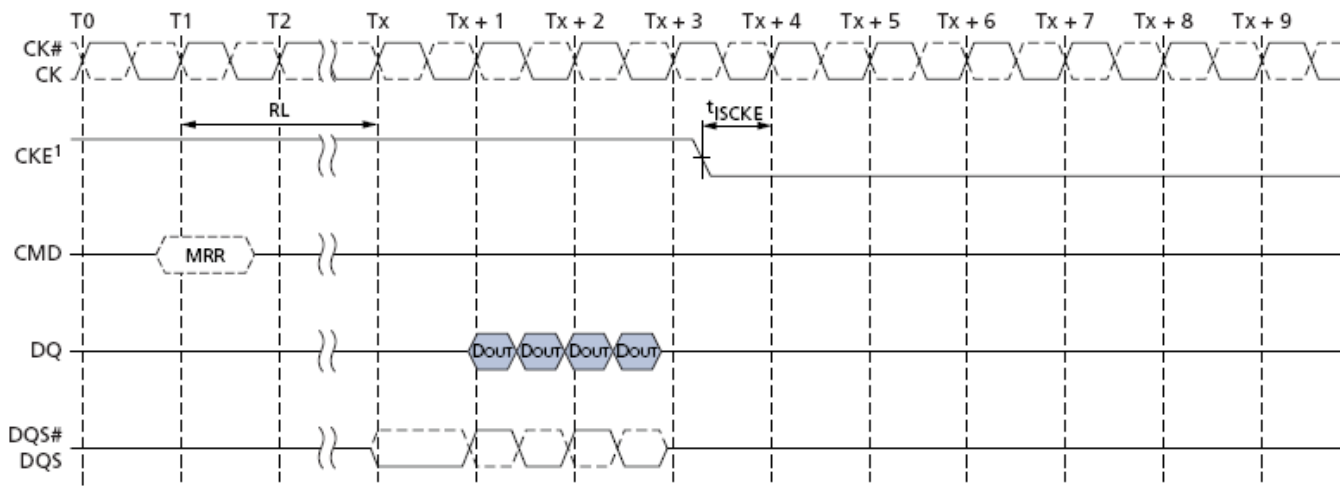 T0 T1 T2 Tx Tx + 1 Tx + 2 Tx + 3 Tx + 4 Tx + 5 Tx + 6 Tx + 7 Tx + 8 Tx + 9
CK#
CK
RL
tISCKE
CKE1
CMD
MRR
DQ
DOUT DOUT DOUT DOUT
DQS#
DQS